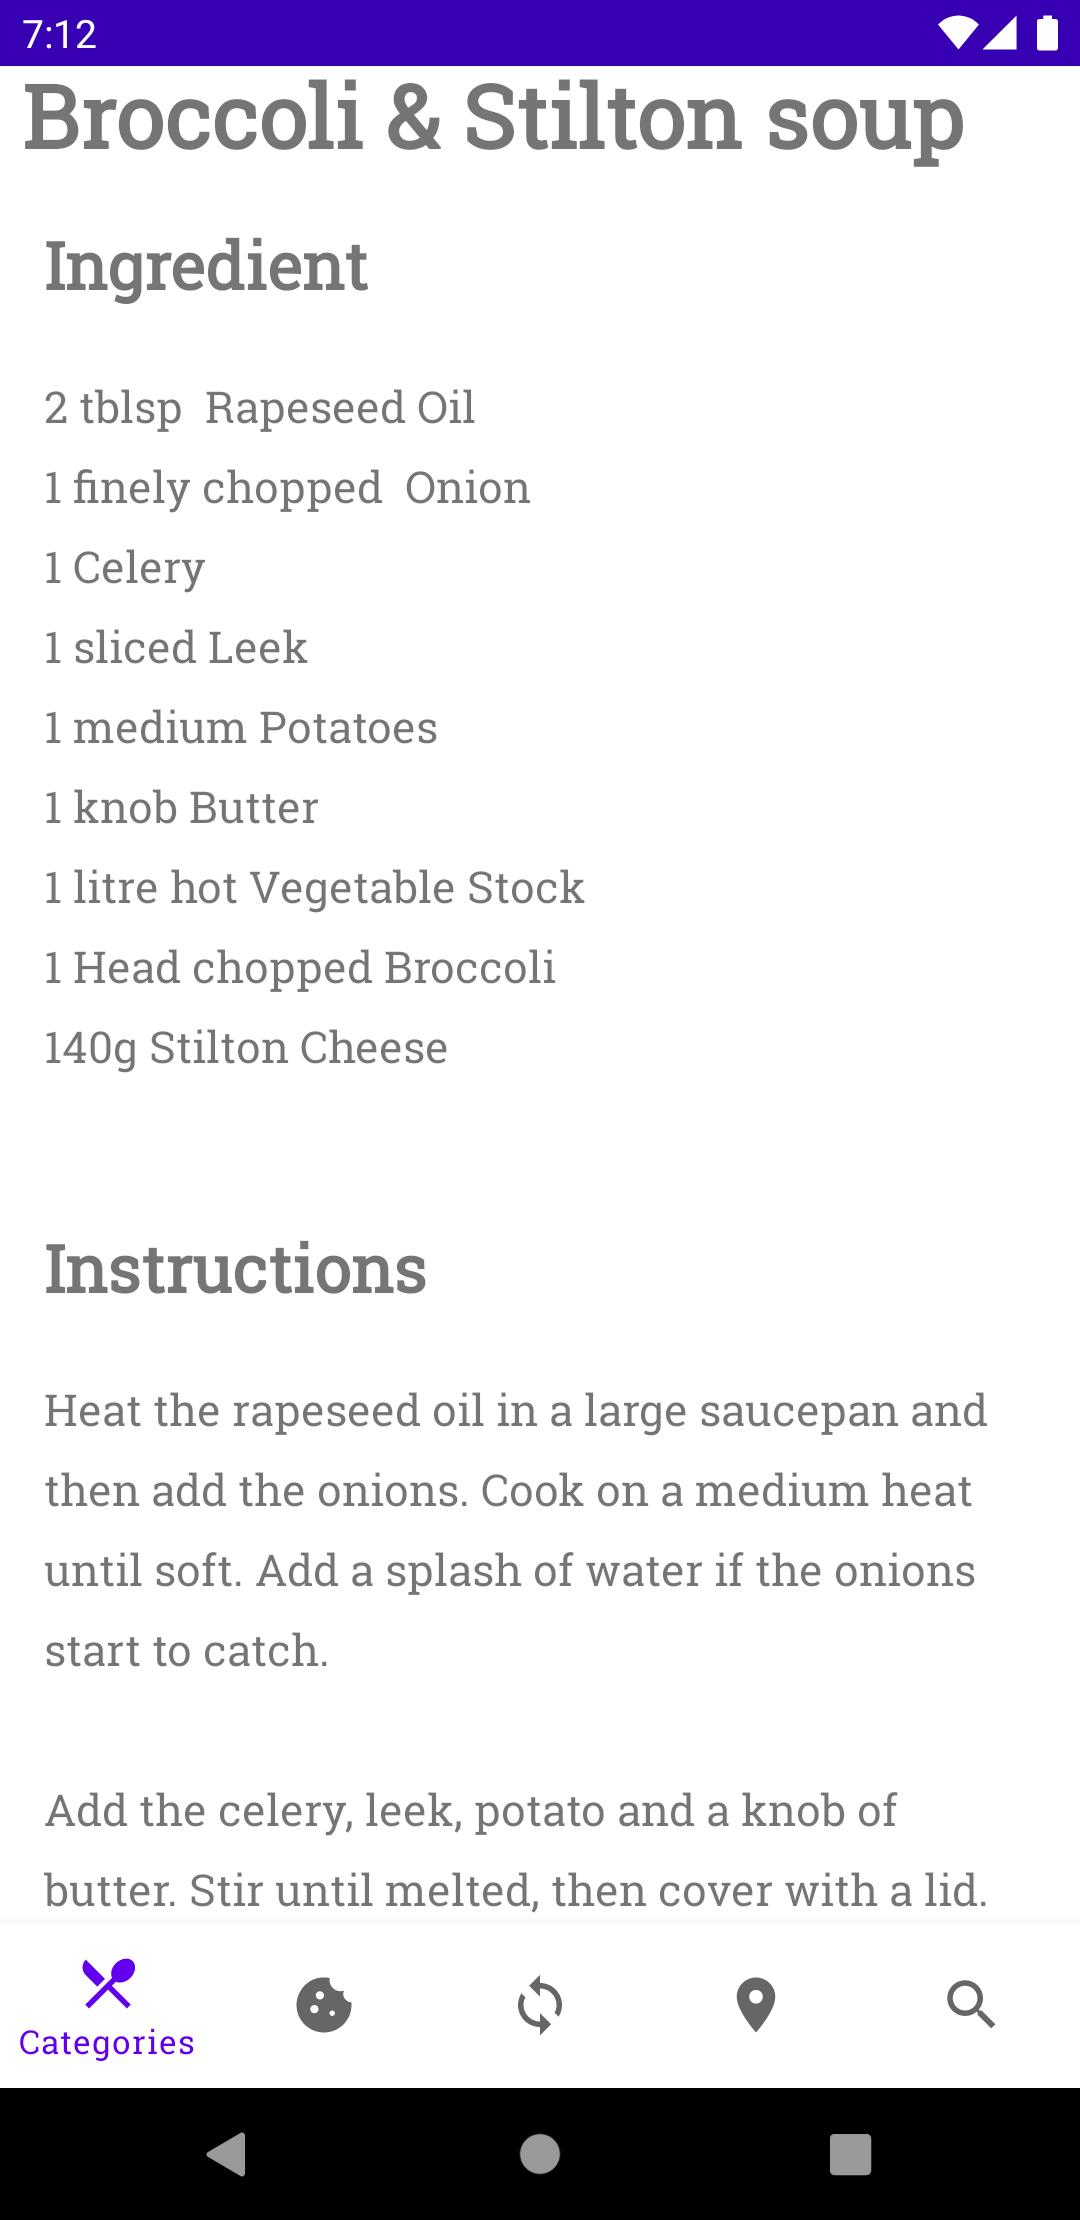 7:12
Broccoli & Stilton soup
Ingredient
2 tblsp  Rapeseed Oil
1 finely chopped  Onion
1 Celery
1 sliced Leek
1 medium Potatoes
1 knob Butter
1 litre hot Vegetable Stock
1 Head chopped Broccoli
140g Stilton Cheese
Instructions
Heat the rapeseed oil in a large saucepan and
then add the onions. Cook on a medium heat
until soft. Add a splash of water if the onions
start to catch.
Add the celery, leek, potato and a knob of
butter. Stir until melted, then cover with a lid.
Categories